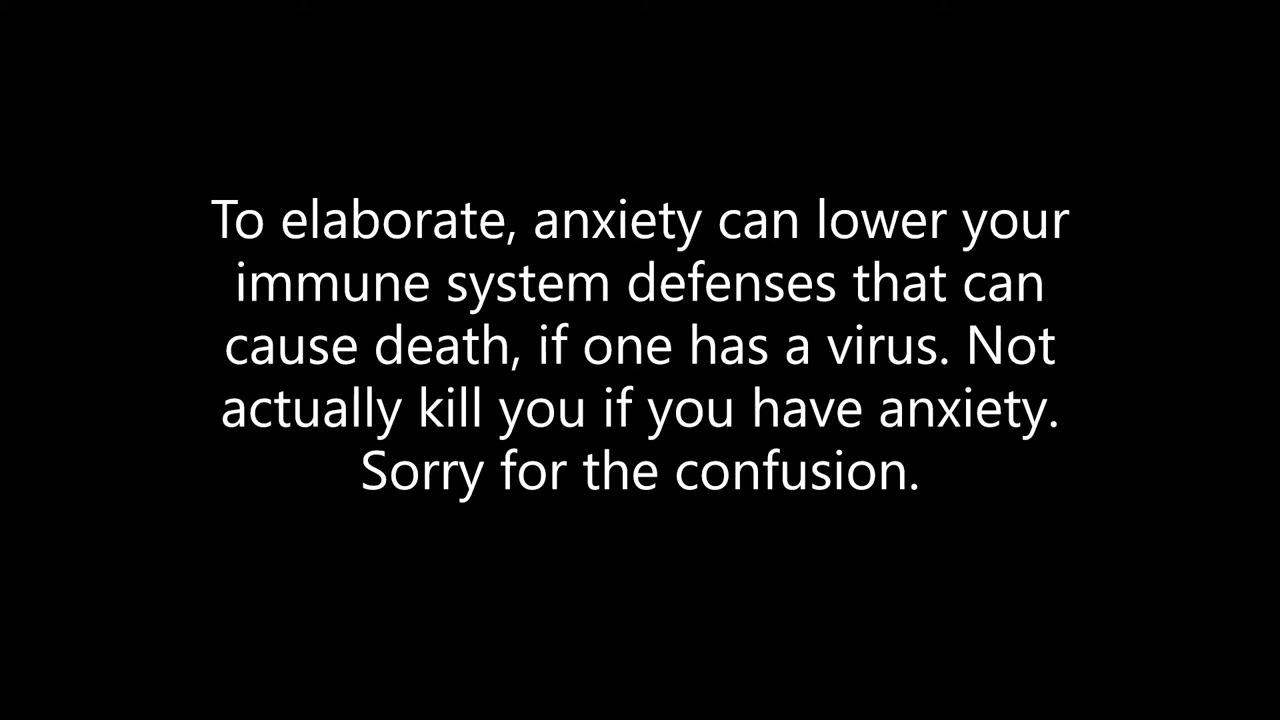 To elaborate, anxiety can lower your
immune system defenses that can
cause death, if one has a virus. Not
actually kill you if you have anxiety.
Sorry for the confusion.